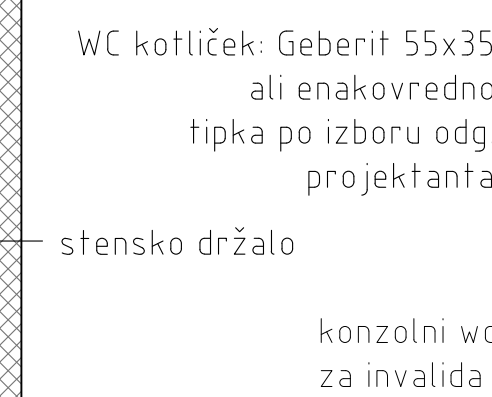 WC kotliček: Geberit 55x35
ali enakovredno
tipka po izboru odg.
projektanta
stensko držalo
konzolni wc
za invalida